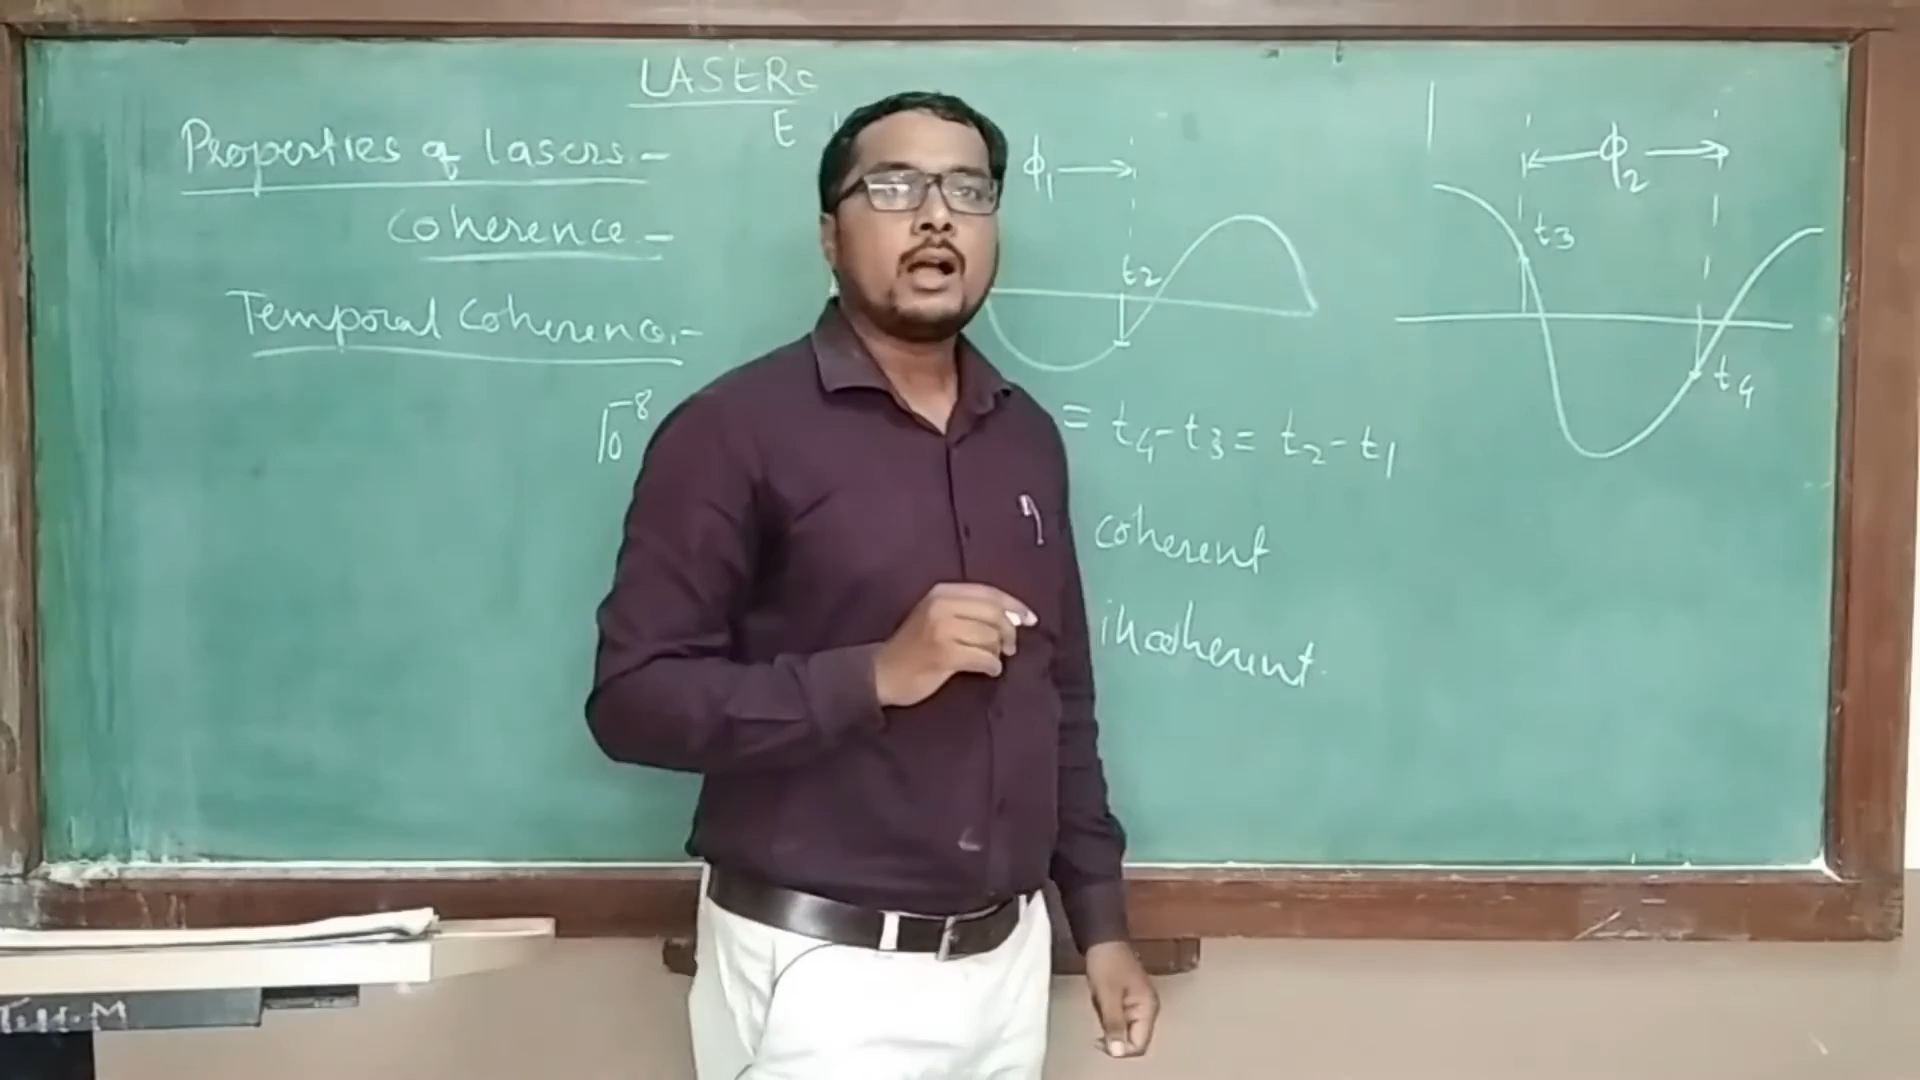 LASERS
Properties of lasers -
Coherence -
Temporal Coherence. -
E
ϕ₁
t₂
ϕ₂
t₃
t₄
10⁻⁸
= t₄ - t₃ = t₂ - t₁
coherent
incoherent.